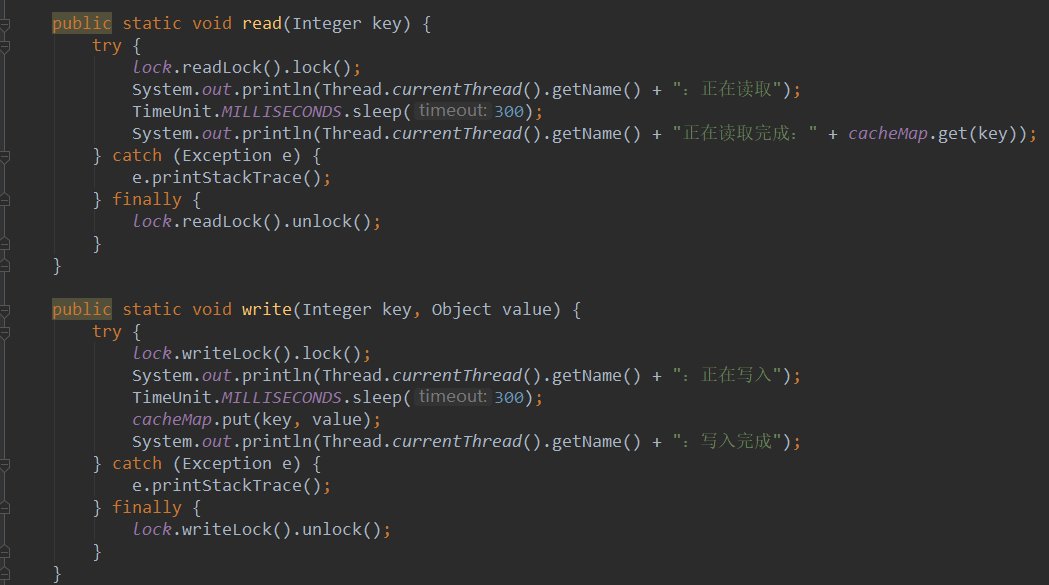 public static void read(Integer key) {
    try {
        lock.readLock().lock();
        System.out.println(Thread.currentThread().getName() + ": 正在读取");
        TimeUnit.MILLISECONDS.sleep( timeout: 300);
        System.out.println(Thread.currentThread().getName() + "正在读取完成：" + cacheMap.get(key));
    } catch (Exception e) {
        e.printStackTrace();
    } finally {
        lock.readLock().unlock();
    }
}
public static void write(Integer key, Object value) {
    try {
        lock.writeLock().lock();
        System.out.println(Thread.currentThread().getName() + ": 正在写入");
        TimeUnit.MILLISECONDS.sleep( timeout: 300);
        cacheMap.put(key, value);
        System.out.println(Thread.currentThread().getName() + ": 写入完成");
    } catch (Exception e) {
        e.printStackTrace();
    } finally {
        lock.writeLock().unlock();
    }
}